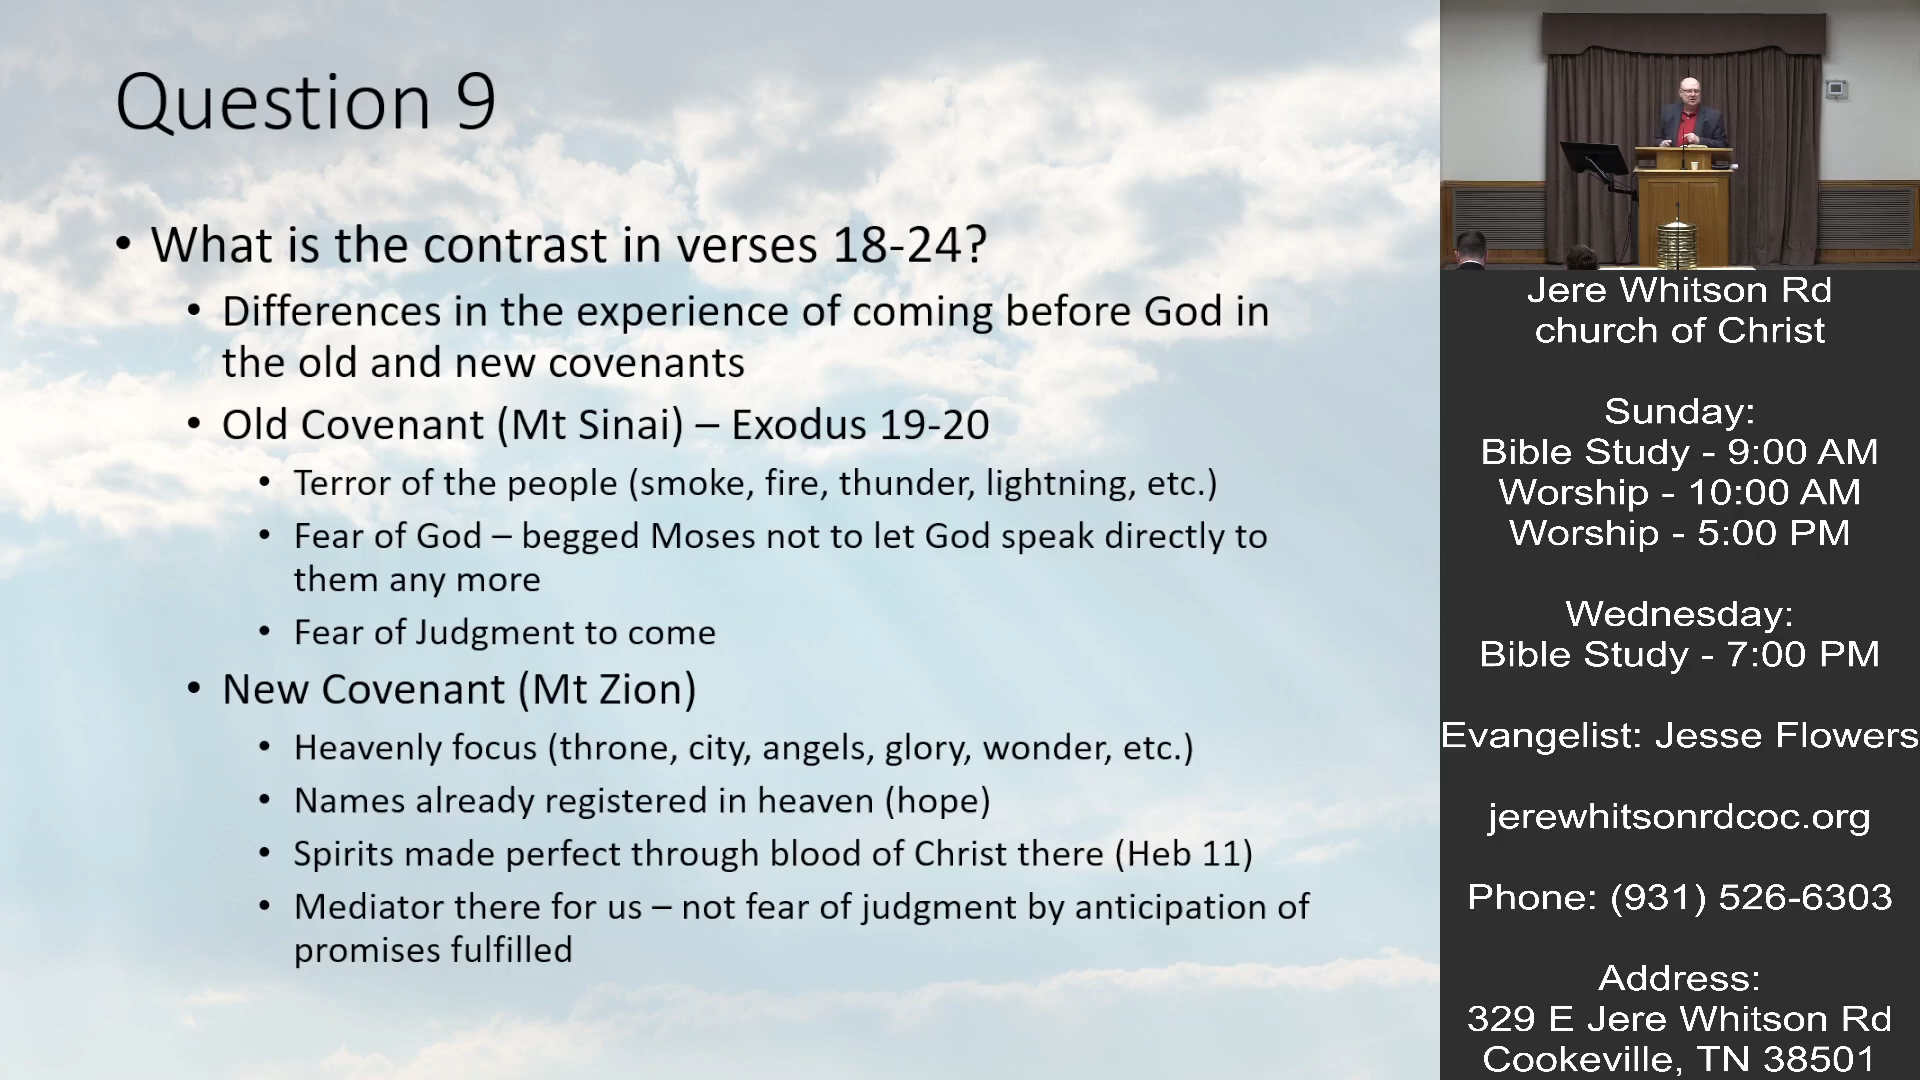 Question 9
• What is the contrast in verses 18-24?
• Differences in the experience of coming before God in
the old and new covenants
• Old Covenant (Mt Sinai) – Exodus 19-20
• Terror of the people (smoke, fire, thunder, lightning, etc.)
• Fear of God – begged Moses not to let God speak directly to
them any more
• Fear of Judgment to come
• New Covenant (Mt Zion)
• Heavenly focus (throne, city, angels, glory, wonder, etc.)
• Names already registered in heaven (hope)
• Spirits made perfect through blood of Christ there (Heb 11)
• Mediator there for us – not fear of judgment by anticipation of
promises fulfilled
Jere Whitson Rd
church of Christ
Sunday:
Bible Study - 9:00 AM
Worship - 10:00 AM
Worship - 5:00 PM
Wednesday:
Bible Study - 7:00 PM
Evangelist: Jesse Flowers
jerewhitsonrdcoc.org
Phone: (931) 526-6303
Address:
329 E Jere Whitson Rd
Cookeville, TN 38501